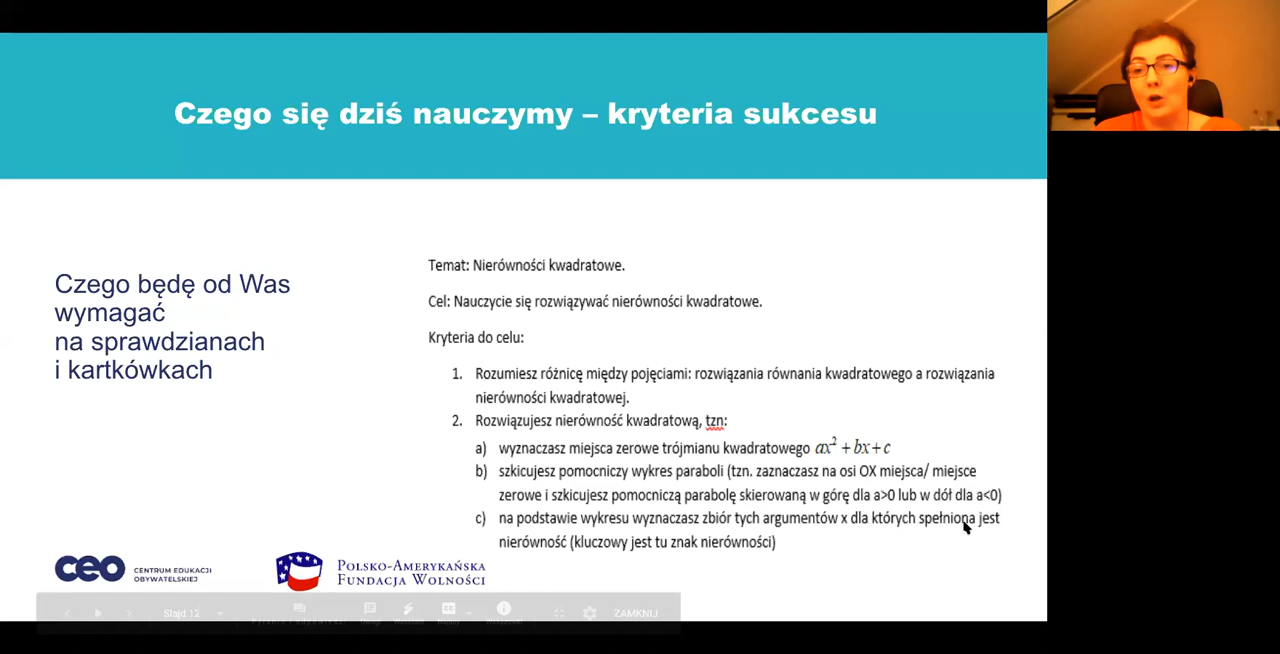 Czego się dziś nauczymy – kryteria sukcesu
Czego będę od Was
wymagać
na sprawdzianach
i kartkówkach
Temat: Nierówności kwadratowe.
Cel: Nauczycie się rozwiązywać nierówności kwadratowe.
Kryteria do celu:
1. Rozumiesz różnicę między pojęciami: rozwiązania równania kwadratowego a rozwiązania
nierówności kwadratowej.
2. Rozwiązujesz nierówność kwadratową, tzn:
a) wyznaczasz miejsca zerowe trójmianu kwadratowego ax² + bx + c
b) szkicujesz pomocniczy wykres paraboli (tzn. zaznaczasz na osi OX miejsca/ miejsce
zerowe i szkicujesz pomocniczą parabolę skierowaną w górę dla a>0 lub w dół dla a<0)
c) na podstawie wykresu wyznaczasz zbiór tych argumentów x dla których spełniona jest
nierówność (kluczowy jest tu znak nierówności)
ceo CENTRUM EDUKACJI
OBYWATELSKIEJ
POLSKO-AMERYKAŃSKA
FUNDACJA WOLNOŚCI
Slajd 12
Pytania i odpowiedzi
Uwagi
Napisy
Wskazówki
ZAMKNIJ